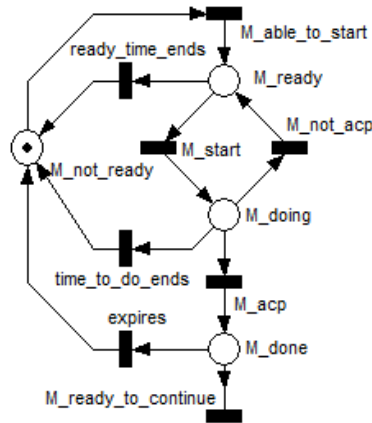 M_able_to_start
ready_time_ends
M_ready
M_not_acp
M_start
M_not_ready
M_doing
time_to_do_ends
M_acp
expires
M_done
M_ready_to_continue